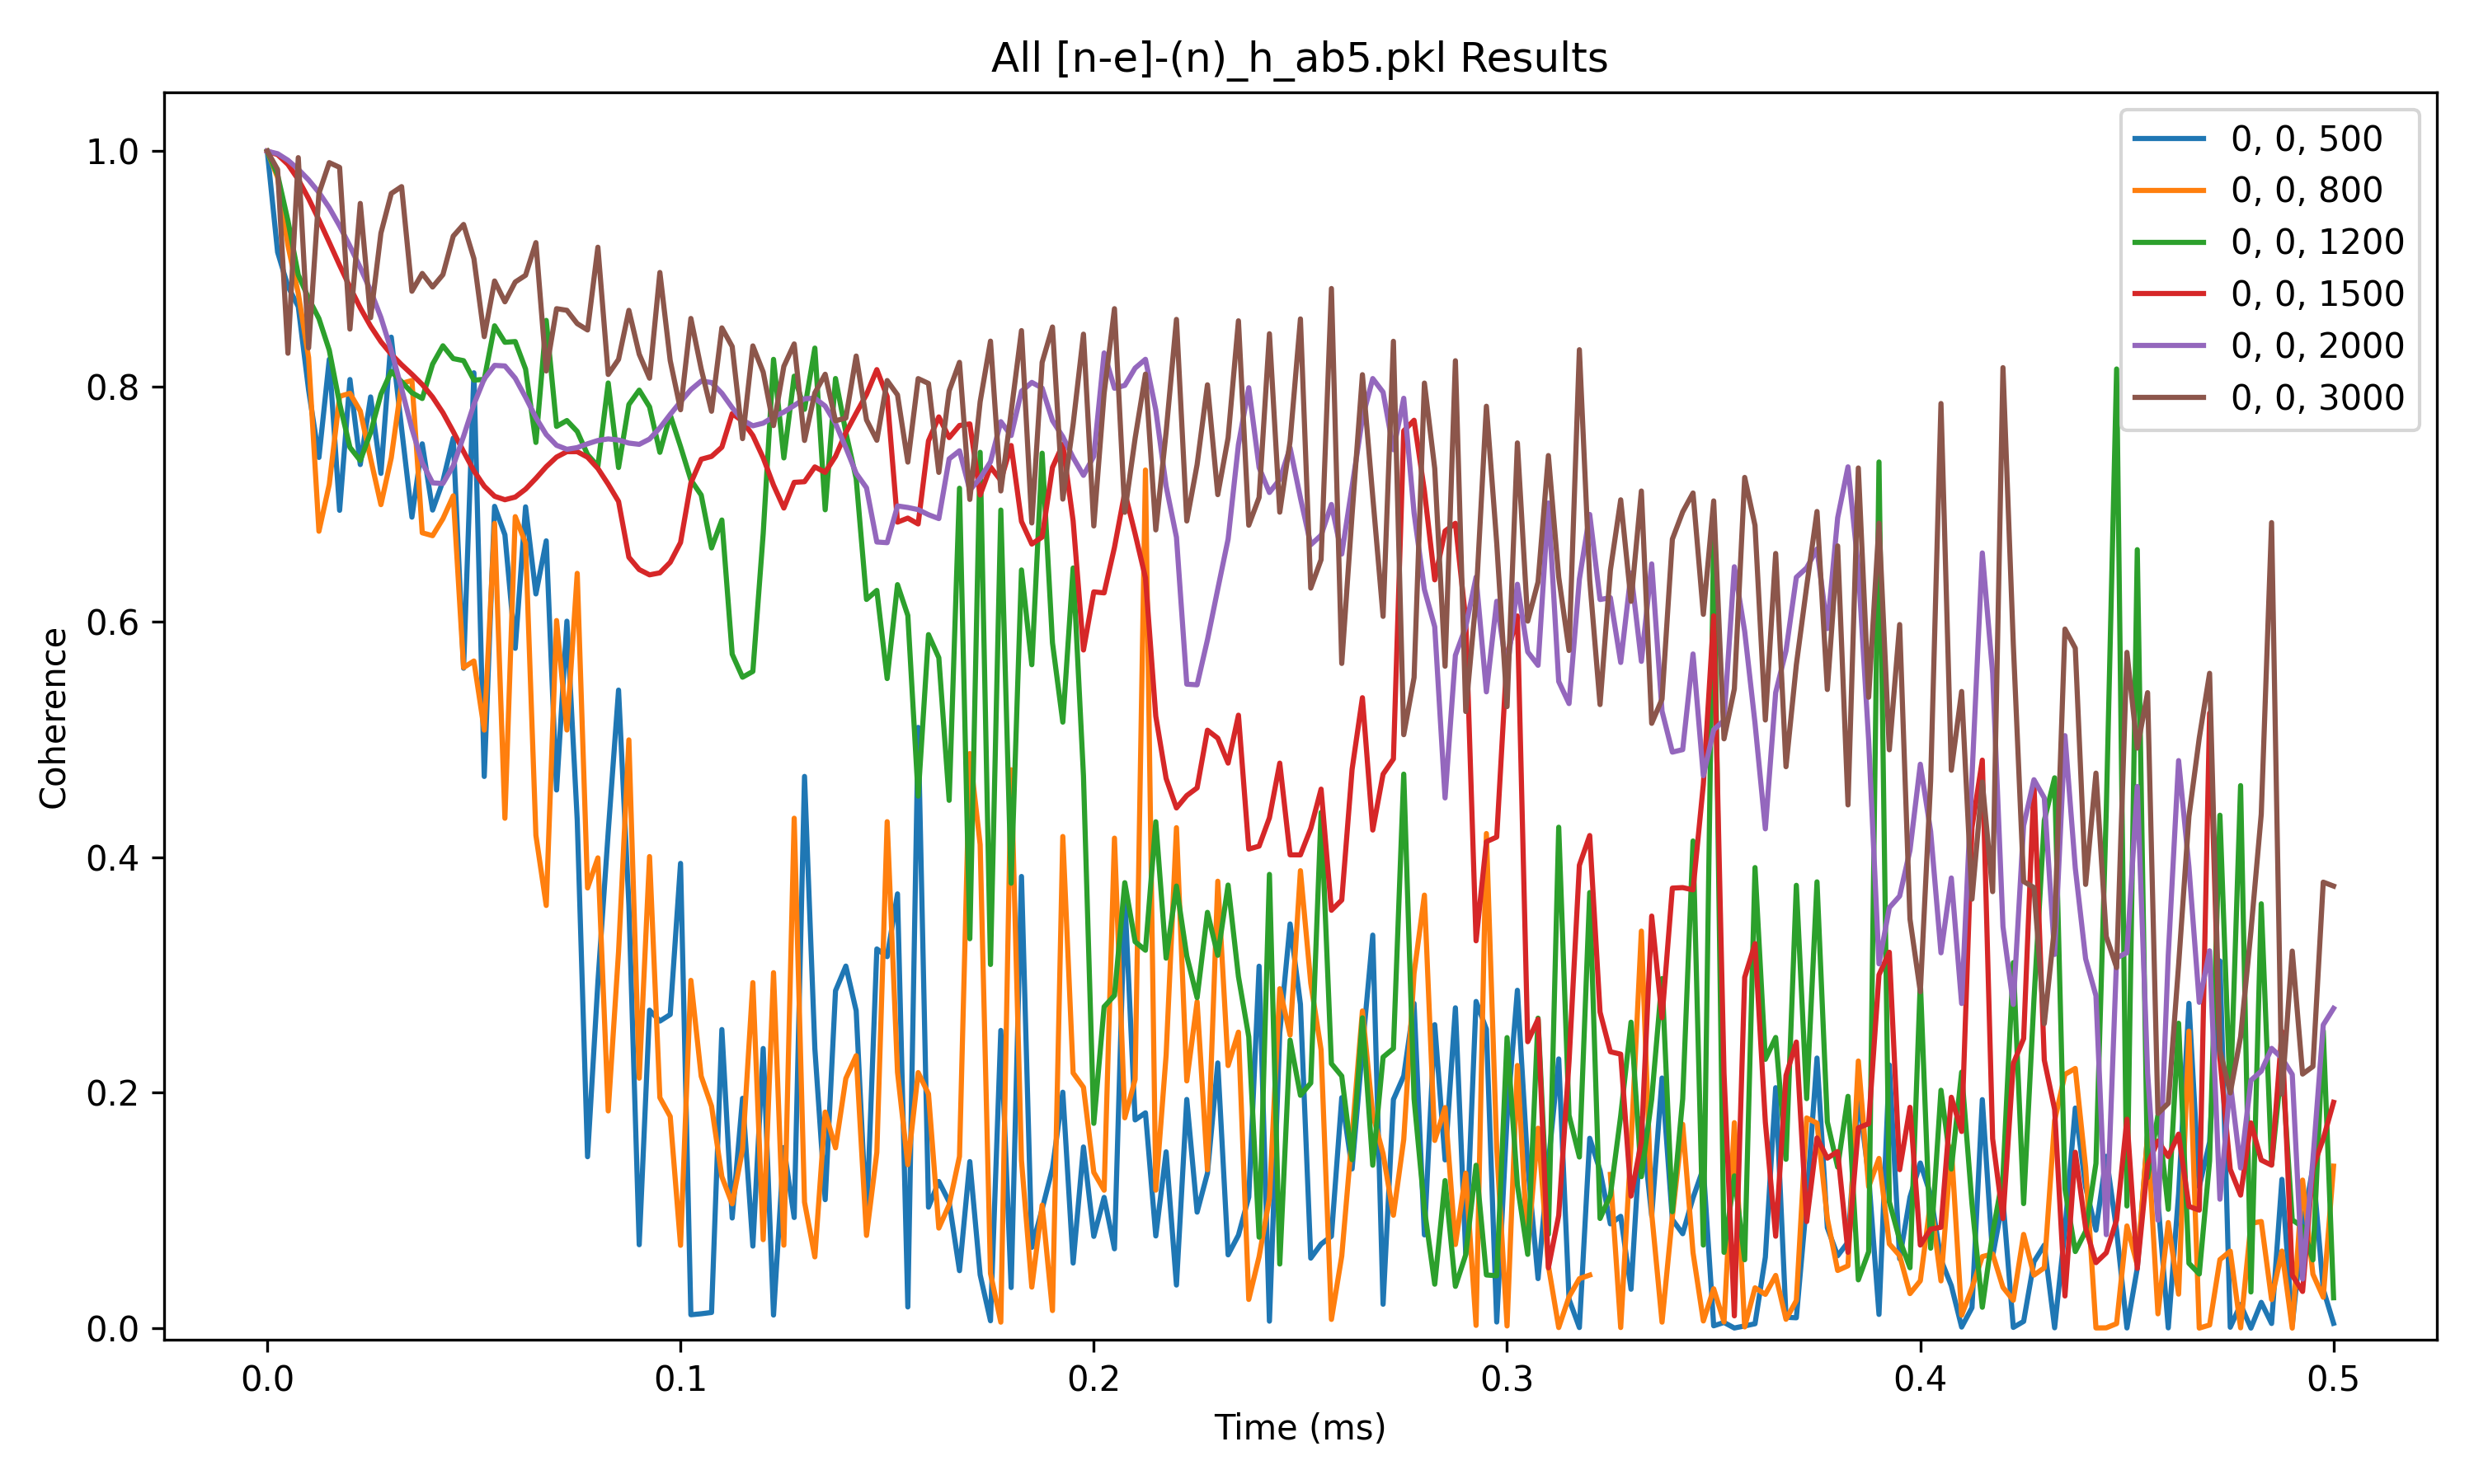 All [n-e]-(n)_h_ab5.pkl Results
1.0
0.8
0.6
0.4
0.2
0.0
Coherence
0.0 0.1 0.2 0.3 0.4 0.5
Time (ms)
0, 0, 500
0, 0, 800
0, 0, 1200
0, 0, 1500
0, 0, 2000
0, 0, 3000